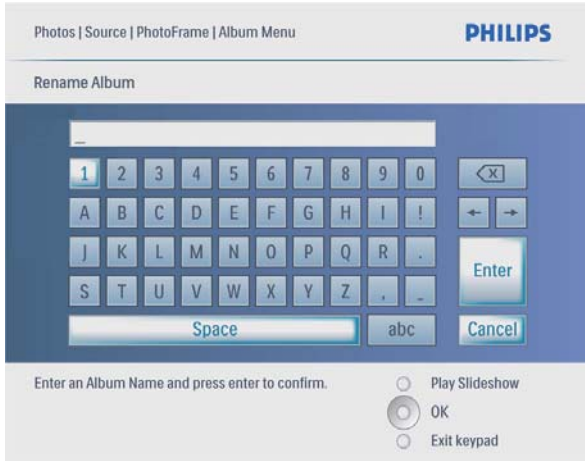 Photos | Source | PhotoFrame | Album Menu
PHILIPS
Rename Album
_
1 2 3 4 5 6 7 8 9 0
A B C D E F G H I !
← →
J K L M N O P Q R .
Enter
S T U V W X Y Z , _
Space abc Cancel
Enter an Album Name and press enter to confirm.
Play Slideshow
OK
Exit keypad